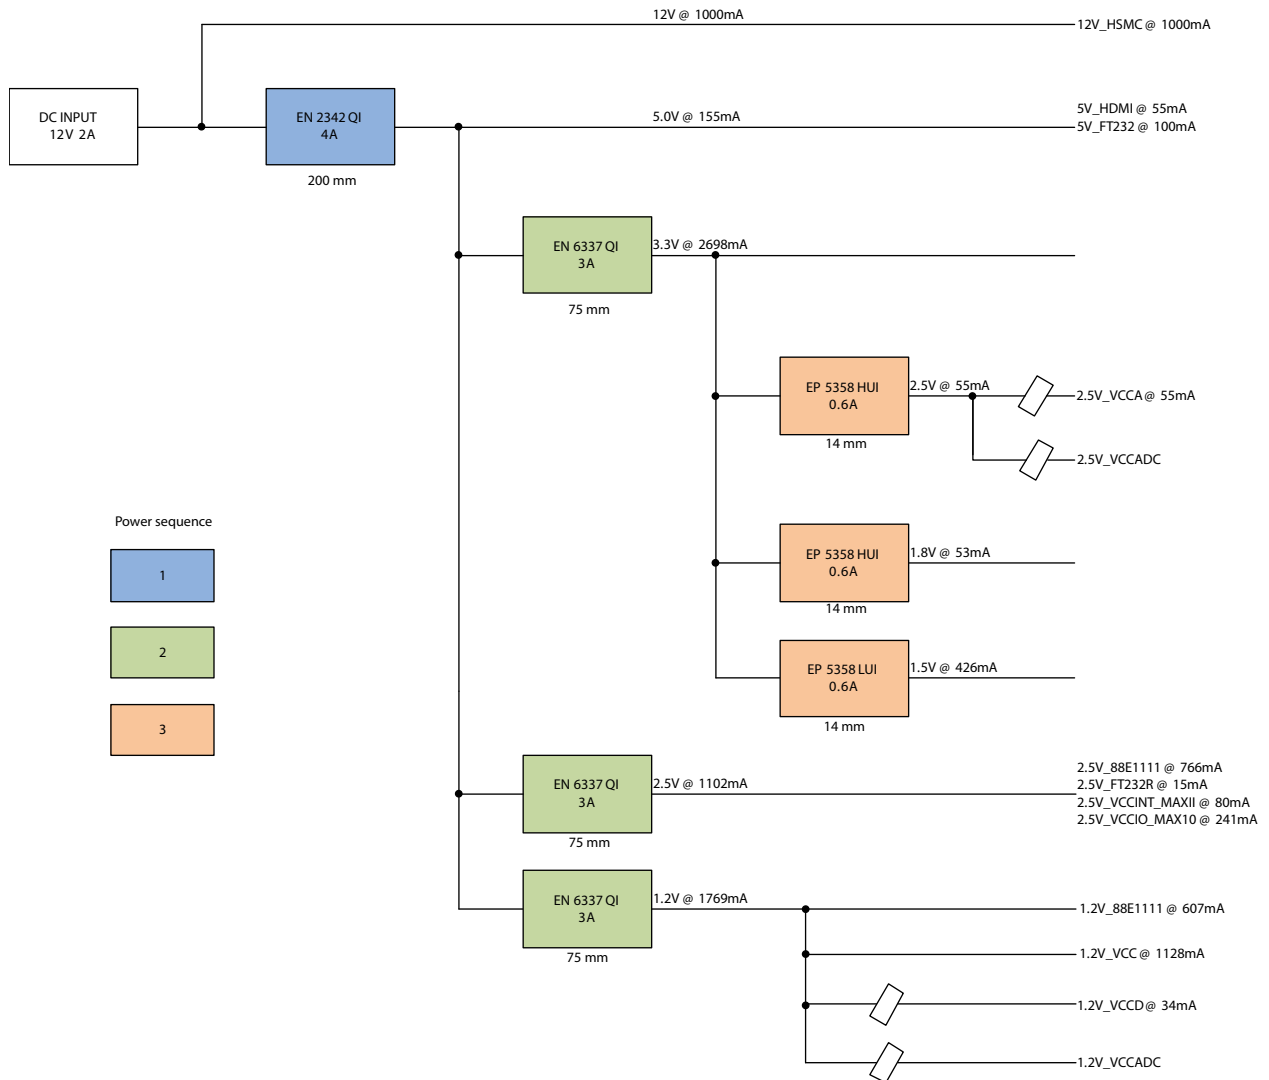 12V @ 1000mA
12V_HSMC @ 1000mA
DC INPUT
12V 2A
EN 2342 QI
4A
200 mm
5.0V @ 155mA
5V_HDMI @ 55mA
5V_FT232 @ 100mA
EN 6337 QI
3A
75 mm
3.3V @ 2698mA
EP 5358 HUI
0.6A
14 mm
2.5V @ 55mA
2.5V_VCCA @ 55mA
2.5V_VCCADC
Power sequence
1
2
3
EP 5358 HUI
0.6A
14 mm
1.8V @ 53mA
EP 5358 LUI
0.6A
14 mm
1.5V @ 426mA
EN 6337 QI
3A
75 mm
2.5V @ 1102mA
2.5V_88E1111 @ 766mA
2.5V_FT232R @ 15mA
2.5V_VCCINT_MAXII @ 80mA
2.5V_VCCIO_MAX10 @ 241mA
EN 6337 QI
3A
75 mm
1.2V @ 1769mA
1.2V_88E1111 @ 607mA
1.2V_VCC @ 1128mA
1.2V_VCCD @ 34mA
1.2V_VCCADC